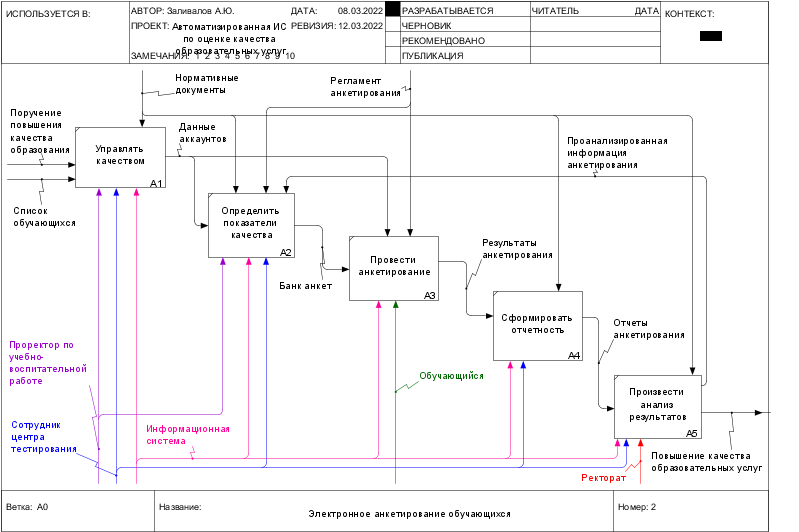 ИСПОЛЬЗУЕТСЯ В:
АВТОР: Заливалов А.Ю.
ДАТА: 08.03.2022
РАЗРАБАТЫВАЕТСЯ
ЧИТАТЕЛЬ
ДАТА
КОНТЕКСТ:
ПРОЕКТ: Автоматизированная ИС
по оценке качества
образовательных услуг
РЕВИЗИЯ: 12.03.2022
ЧЕРНОВИК
РЕКОМЕНДОВАНО
ЗАМЕЧАНИЯ: 1 2 3 4 5 6 7 8 9 10
ПУБЛИКАЦИЯ
Нормативные
документы
Регламент
анкетирования
Поручение
повышения
качества
образования
Данные
аккаунтов
Проанализированная
информация
анкетирования
Управлять
качеством
A1
Список
обучающихся
Определить
показатели
качества
A2
Результаты
анкетирования
Провести
анкетирование
A3
Банк анкет
Сформировать
отчетность
A4
Отчеты
анкетирования
Проректор по
учебно-
воспитательной
работе
Обучающийся
Произвести
анализ
результатов
A5
Сотрудник
центра
тестирования
Информационная
система
Повышение качества
образовательных услуг
Ректорат
Ветка: A0
Название:
Электронное анкетирование обучающихся
Номер: 2